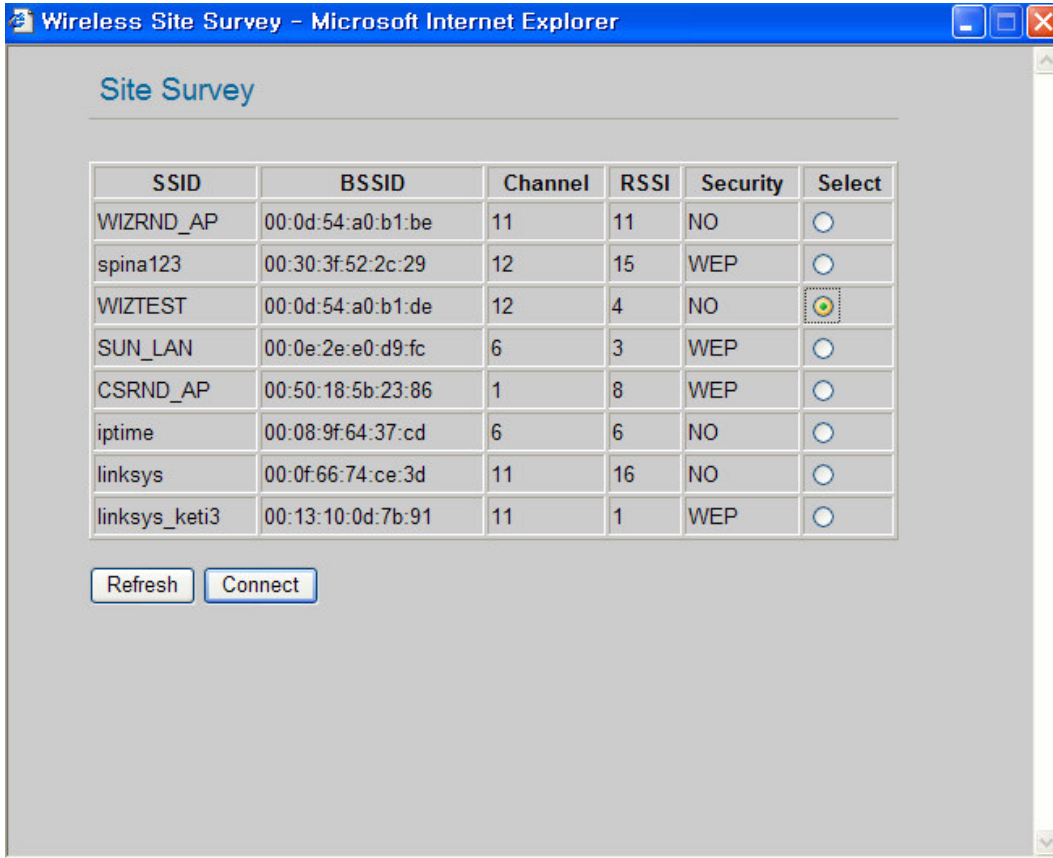 Wireless Site Survey - Microsoft Internet Explorer
Site Survey
SSID BSSID Channel RSSI Security Select
WIZRND_AP 00:0d:54:a0:b1:be 11 11 NO
spina123 00:30:3f:52:2c:29 12 15 WEP
WIZTEST 00:0d:54:a0:b1:de 12 4 NO
SUN_LAN 00:0e:2e:e0:d9:fc 6 3 WEP
CSRND_AP 00:50:18:5b:23:86 1 8 WEP
iptime 00:08:9f:64:37:cd 6 6 NO
linksys 00:0f:66:74:ce:3d 11 16 NO
linksys_keti3 00:13:10:0d:7b:91 11 1 WEP
Refresh Connect